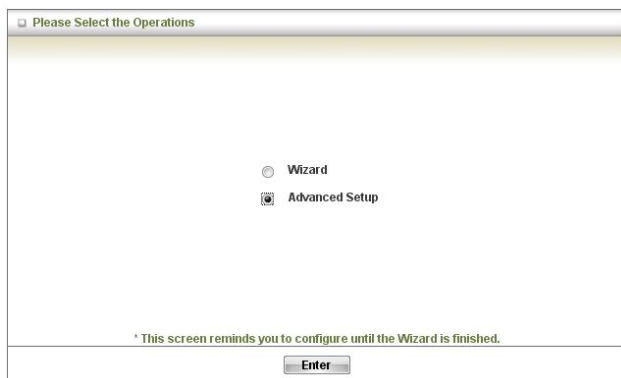 Please Select the Operations
Wizard
Advanced Setup
* This screen reminds you to configure until the Wizard is finished.
Enter